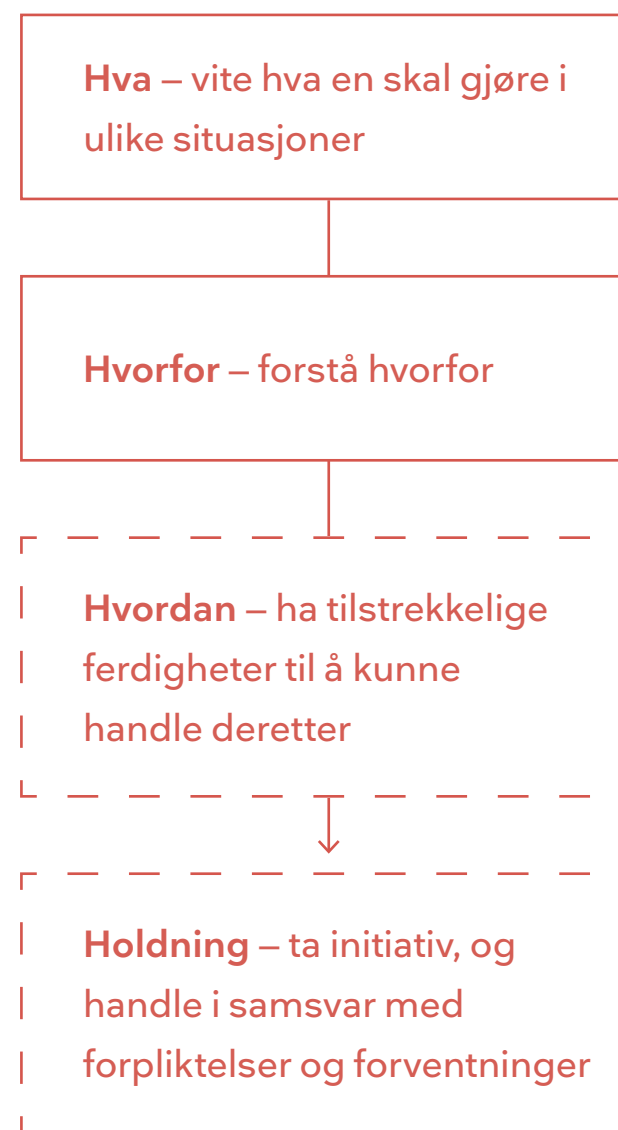 Hva – vite hva en skal gjøre i
ulike situasjoner
Hvorfor – forstå hvorfor
Hvordan – ha tilstrekkelige
ferdigheter til å kunne
handle deretter
Holdning – ta initiativ, og
handle i samsvar med
forpliktelser og forventninger